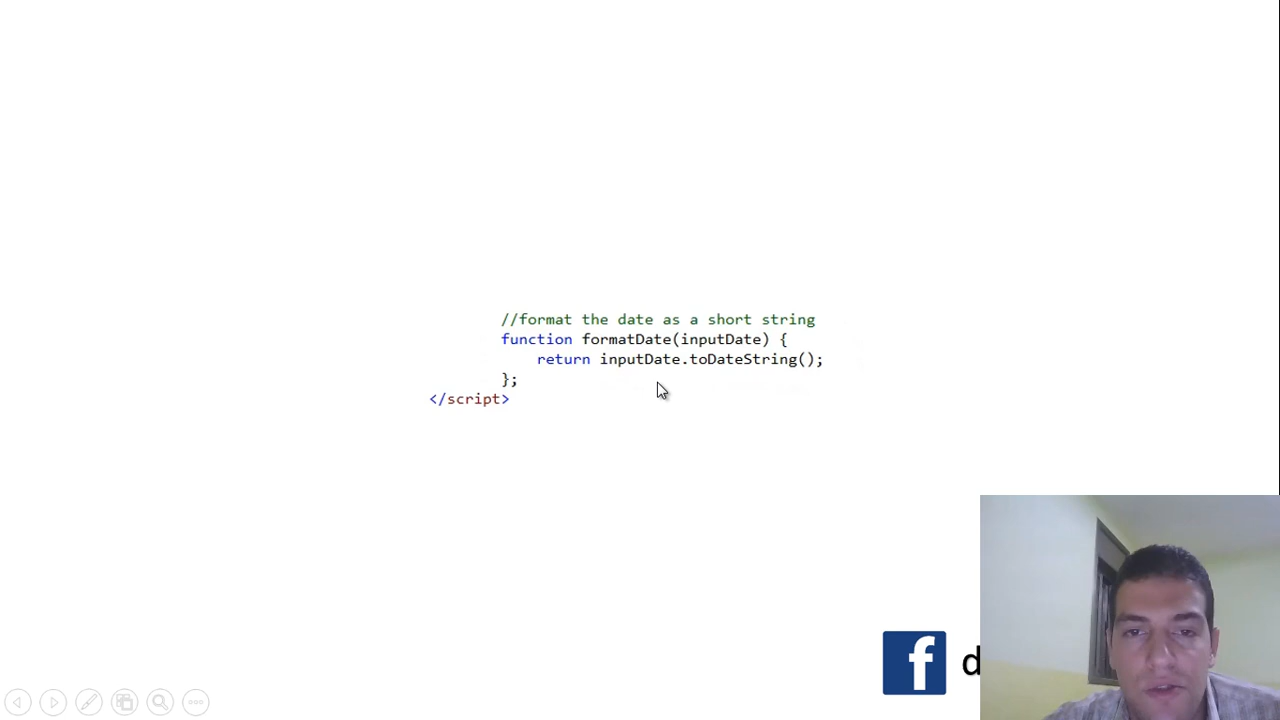 //format the date as a short string
function formatDate(inputDate) {
return inputDate.toDateString();
};
</script>
f d